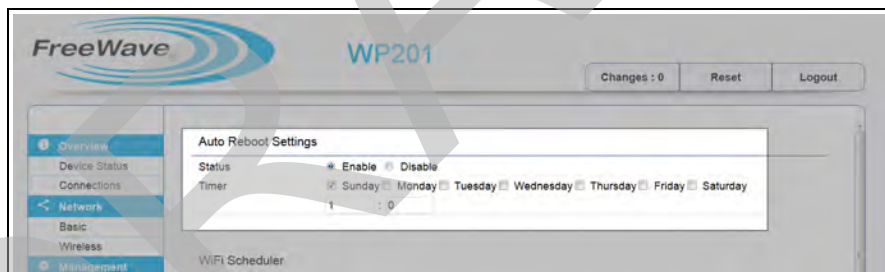 FreeWave
WP201
Changes : 0 Reset Logout
Overview
Device Status
Connections
Network
Basic
Wireless
Management
Auto Reboot Settings
Status Enable Disable
Timer Sunday Monday Tuesday Wednesday Thursday Friday Saturday
1 : 0
WiFi Scheduler